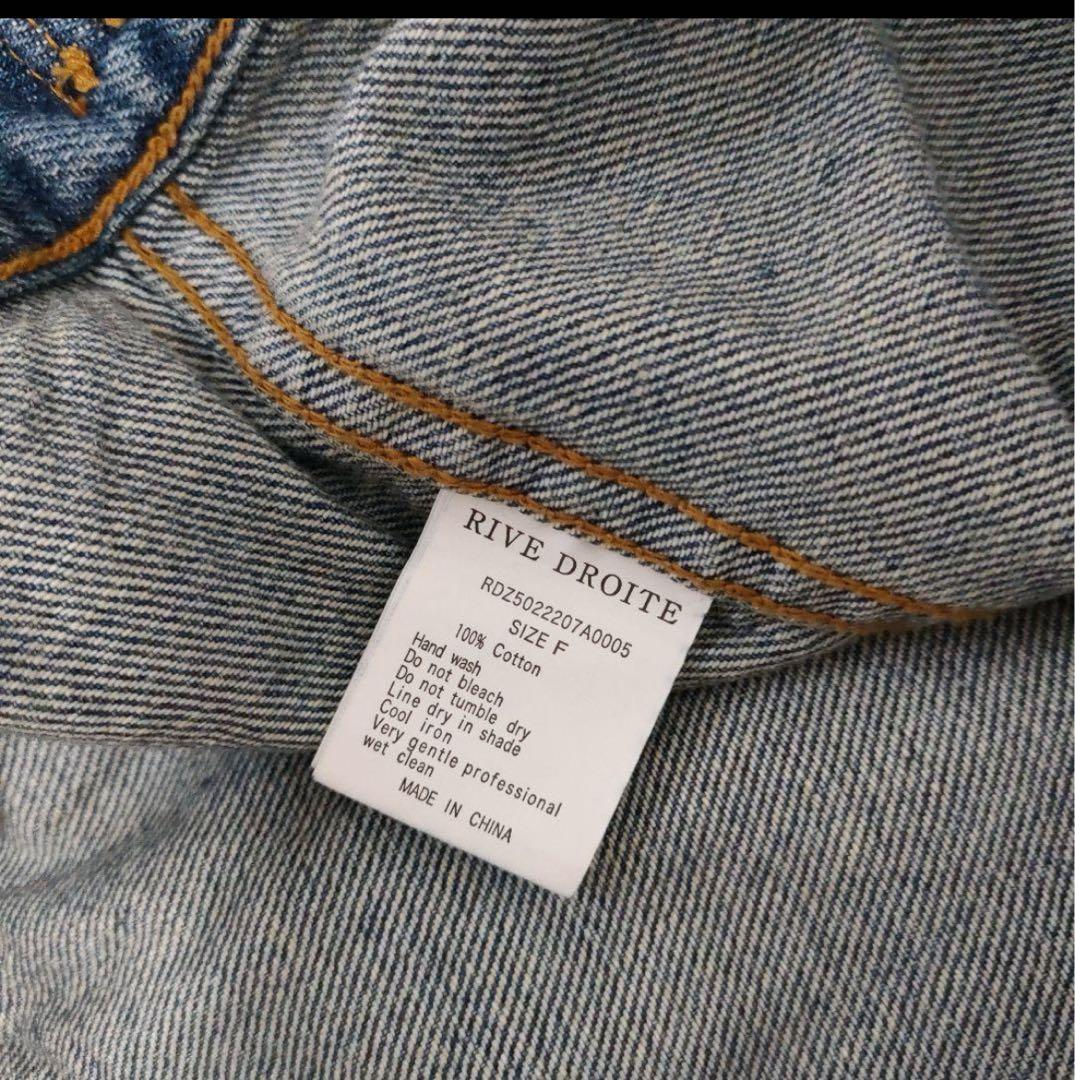 RIVE DROITE
RDZ5022207A0005
SIZE F
100% Cotton
Hand wash
Do not bleach
Do not tumble dry
Line dry in shade
Cool iron
Very gentle professional
wet clean
MADE IN CHINA